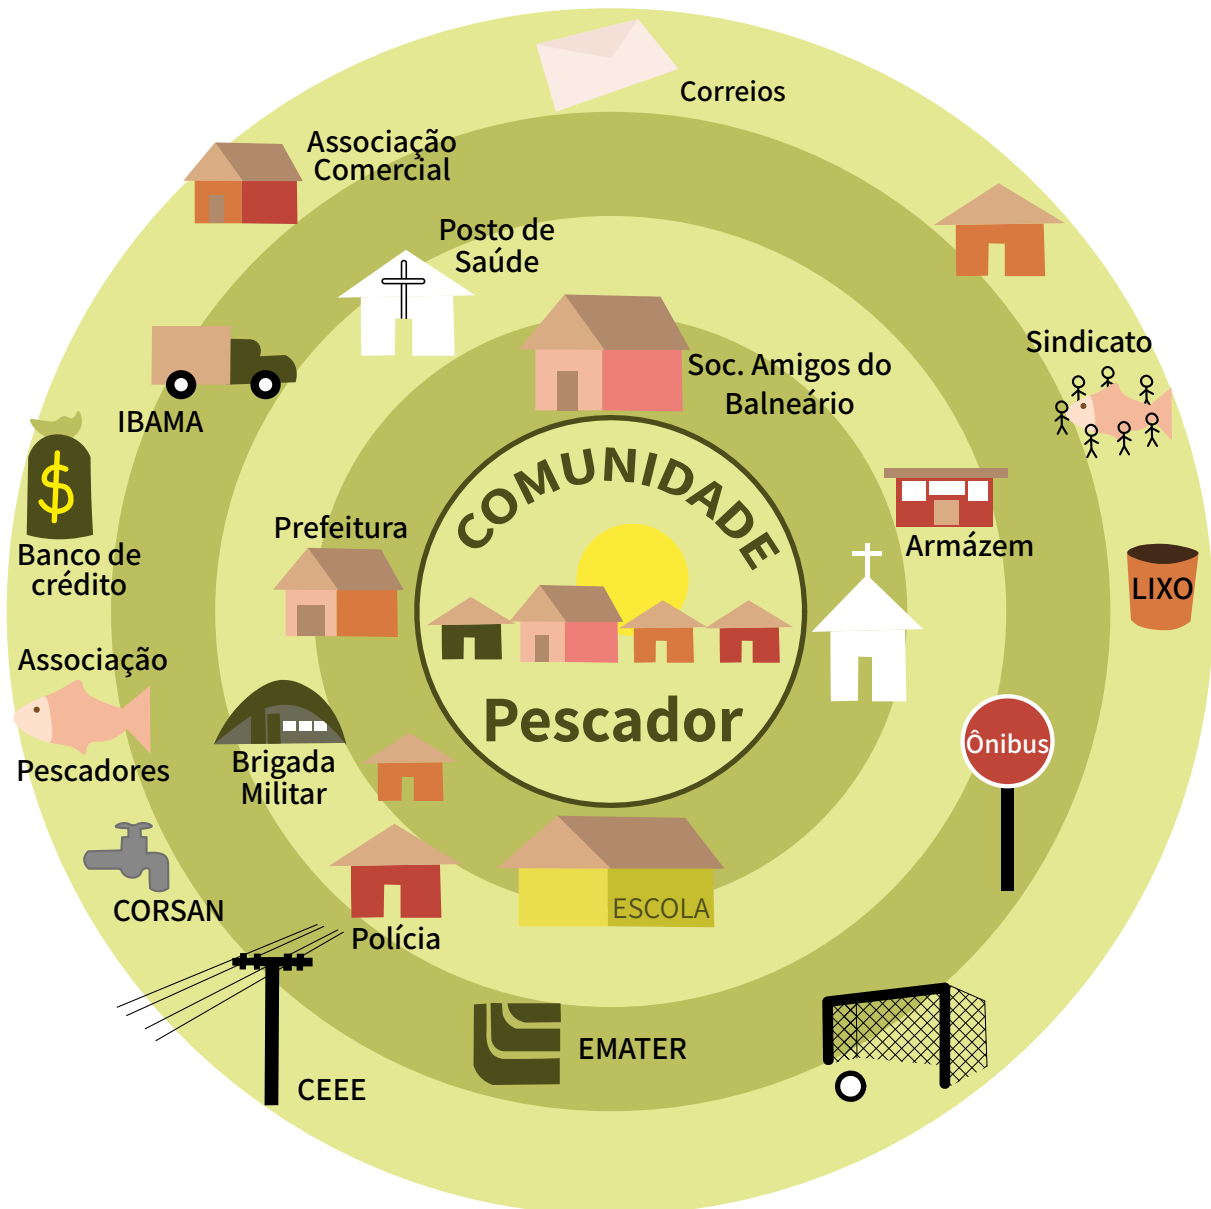 Correios
Associação
Comercial
Posto de
Saúde
Sindicato
Soc. Amigos do
Balneário
IBAMA
$
Banco de
crédito
Prefeitura
COMUNIDADE
Pescador
Armázem
LIXO
Associação
Pescadores
Brigada
Militar
Ônibus
CORSAN
Polícia
ESCOLA
EMATER
CEEE